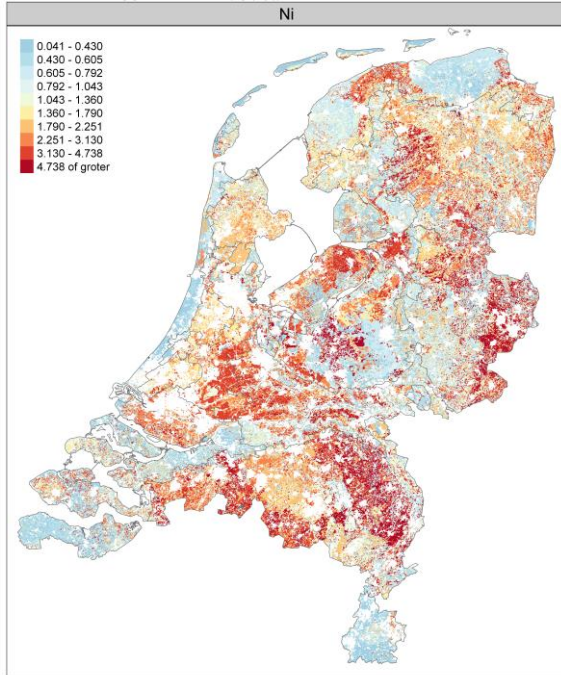 Ni
0.041 - 0.430
0.430 - 0.605
0.605 - 0.792
0.792 - 1.043
1.043 - 1.360
1.360 - 1.790
1.790 - 2.251
2.251 - 3.130
3.130 - 4.738
4.738 of groter